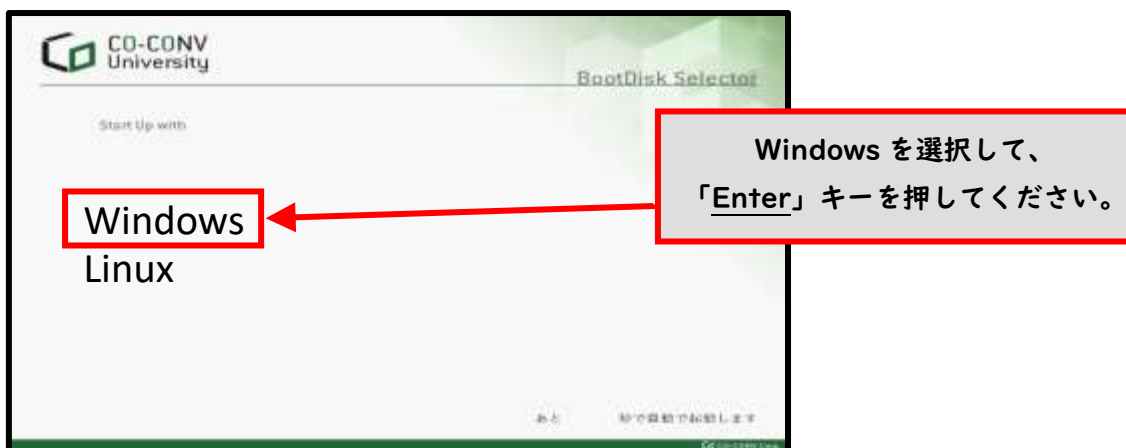 CO-CONV
University
BootDisk Selector
Start Up with
Windows を選択して、
「Enter」キーを押してください。
Windows
Linux
あと 秒で自動で起動します